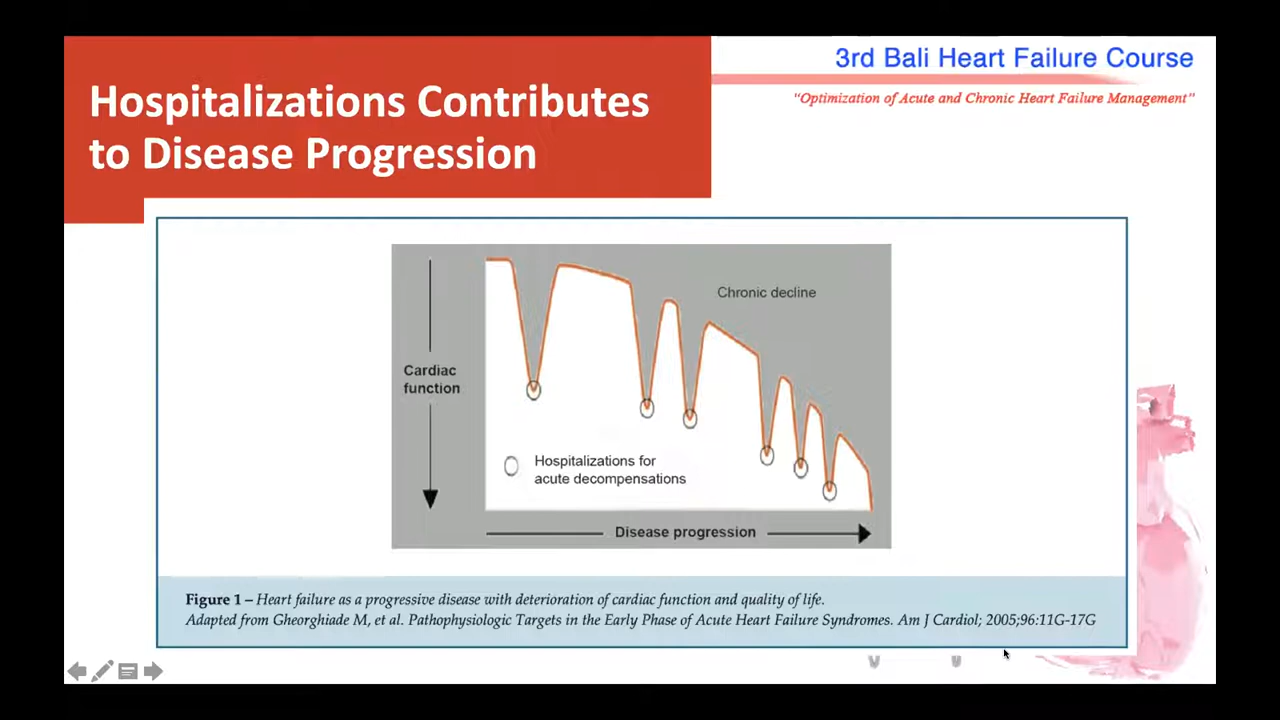 Hospitalizations Contributes
to Disease Progression
3rd Bali Heart Failure Course
"Optimization of Acute and Chronic Heart Failure Management"
Chronic decline
Cardiac
function
Hospitalizations for
acute decompensations
Disease progression
Figure 1 – Heart failure as a progressive disease with deterioration of cardiac function and quality of life.
Adapted from Gheorghiade M, et al. Pathophysiologic Targets in the Early Phase of Acute Heart Failure Syndromes. Am J Cardiol; 2005;96:11G-17G